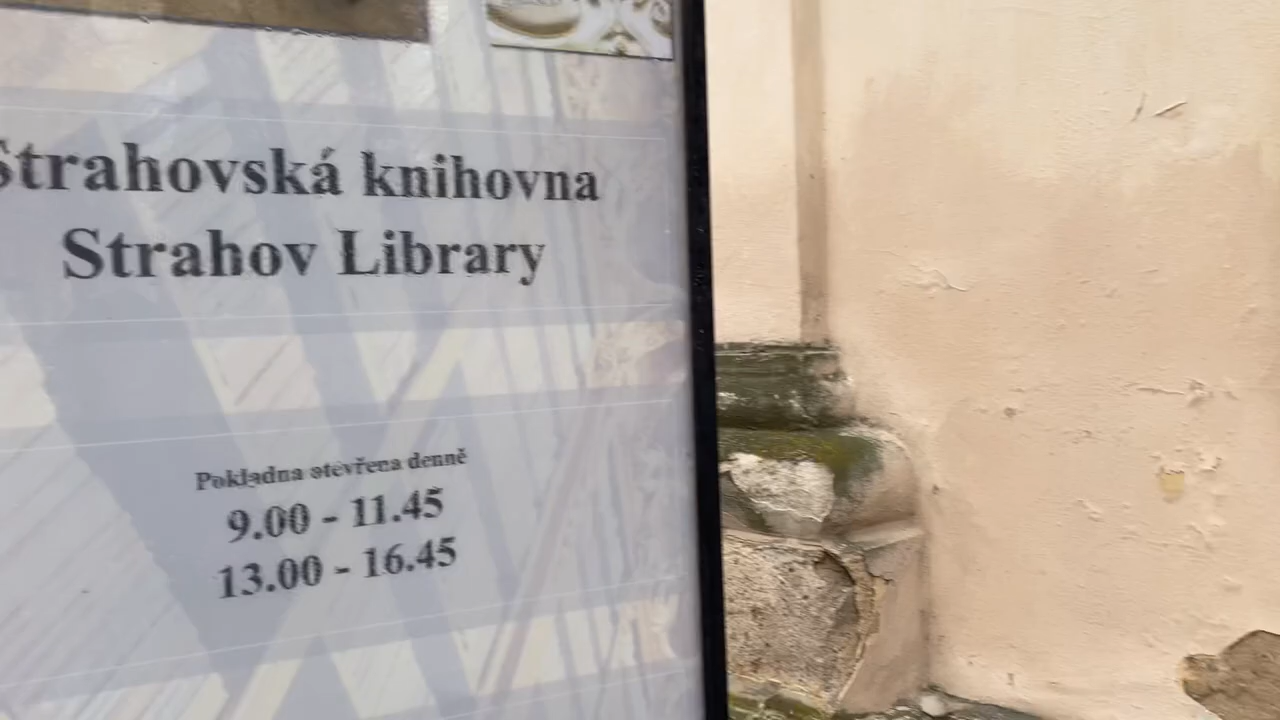 Strahovská knihovna
Strahov Library
Pokladna otevřena denně
9.00 - 11.45
13.00 - 16.45